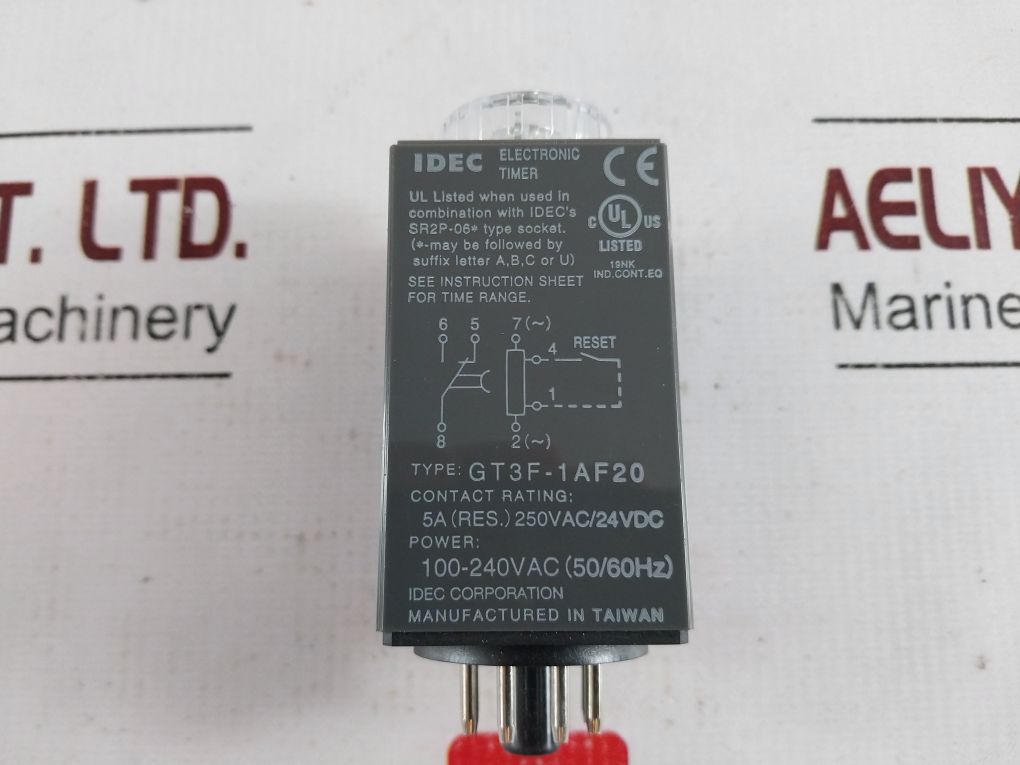 IDEC ELECTRONIC TIMER
CE
UL Listed when used in
combination with IDEC's
SR2P-06* type socket.
(*-may be followed by
suffix letter A,B,C or U)
C UL US
LISTED
19NK
IND.CONT.EQ
SEE INSTRUCTION SHEET
FOR TIME RANGE.
6 5 7(~)
4 RESET
1
8 2(~)
TYPE: GT3F-1AF20
CONTACT RATING:
5A(RES.) 250VAC/24VDC
POWER:
100-240VAC (50/60Hz)
IDEC CORPORATION
MANUFACTURED IN TAIWAN
T. LTD.
achinery
AELIY
Marine